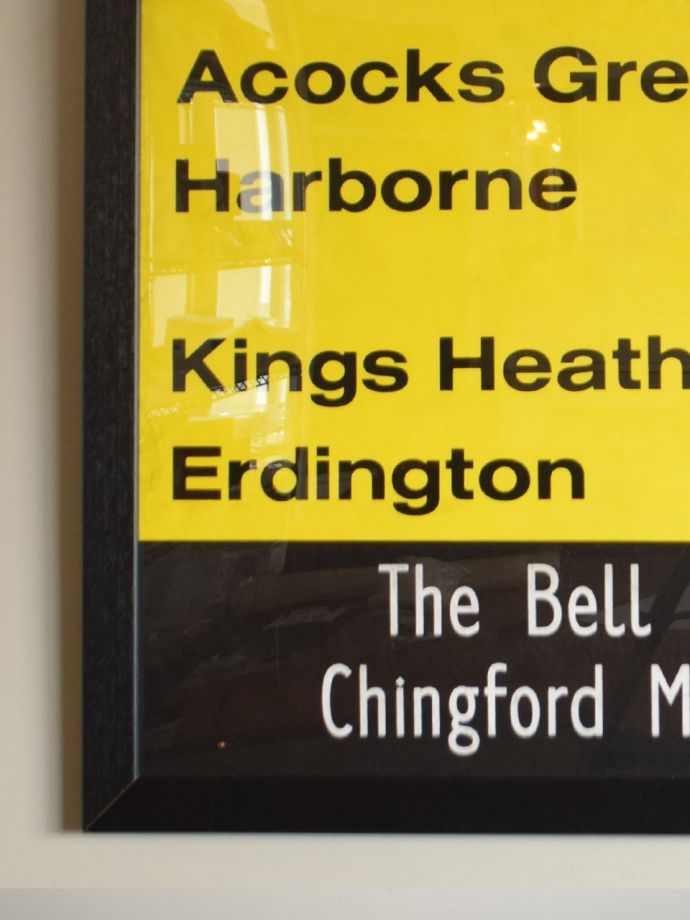 Acocks Gre
Harborne
Kings Heath
Erdington
The Bell
Chingford M